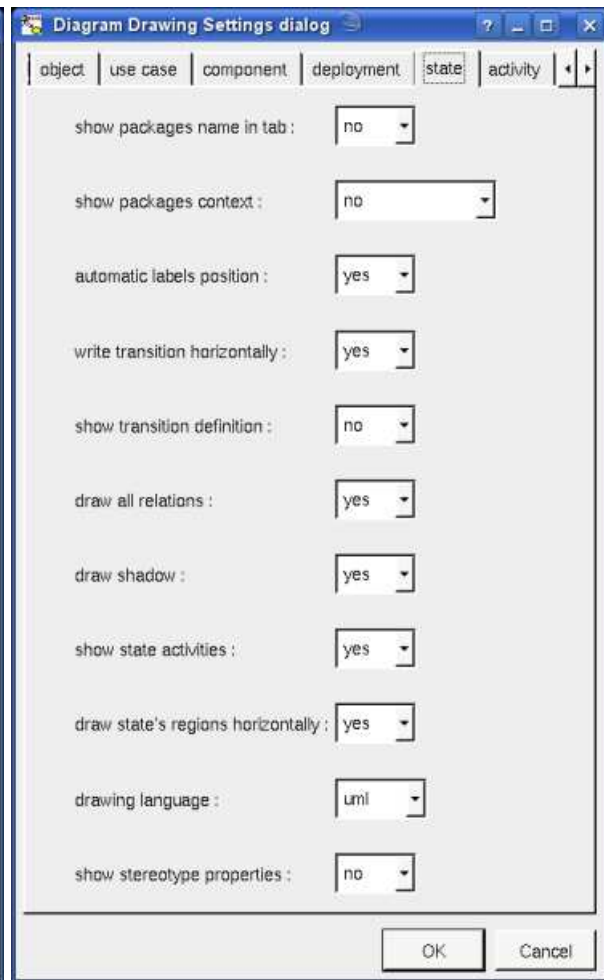 Diagram Drawing Settings dialog
object use case component deployment state activity
show packages name in tab : no
show packages context : no
automatic labels position : yes
write transition horizontally : yes
show transition definition : no
draw all relations : yes
draw shadow : yes
show state activities : yes
draw state's regions horizontally : yes
drawing language : uml
show stereotype properties : no
OK Cancel